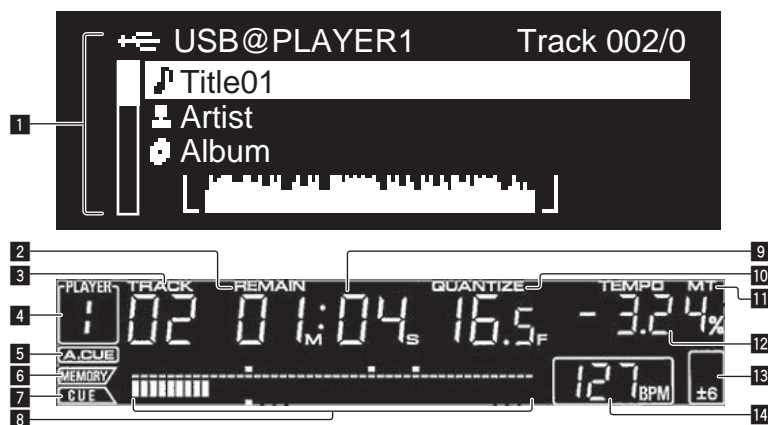 USB@PLAYER1 Track 002/0
Title01
1 Artist
Album
2 9
3 PLAYER TRACK REMAIN QUANTIZE TEMPO MT 10
11
4 1 02 01:M 04s 16.5F -3.24%
12
5 A.CUE
6 MEMORY 13
7 CUE 127 BPM ±6
8 14